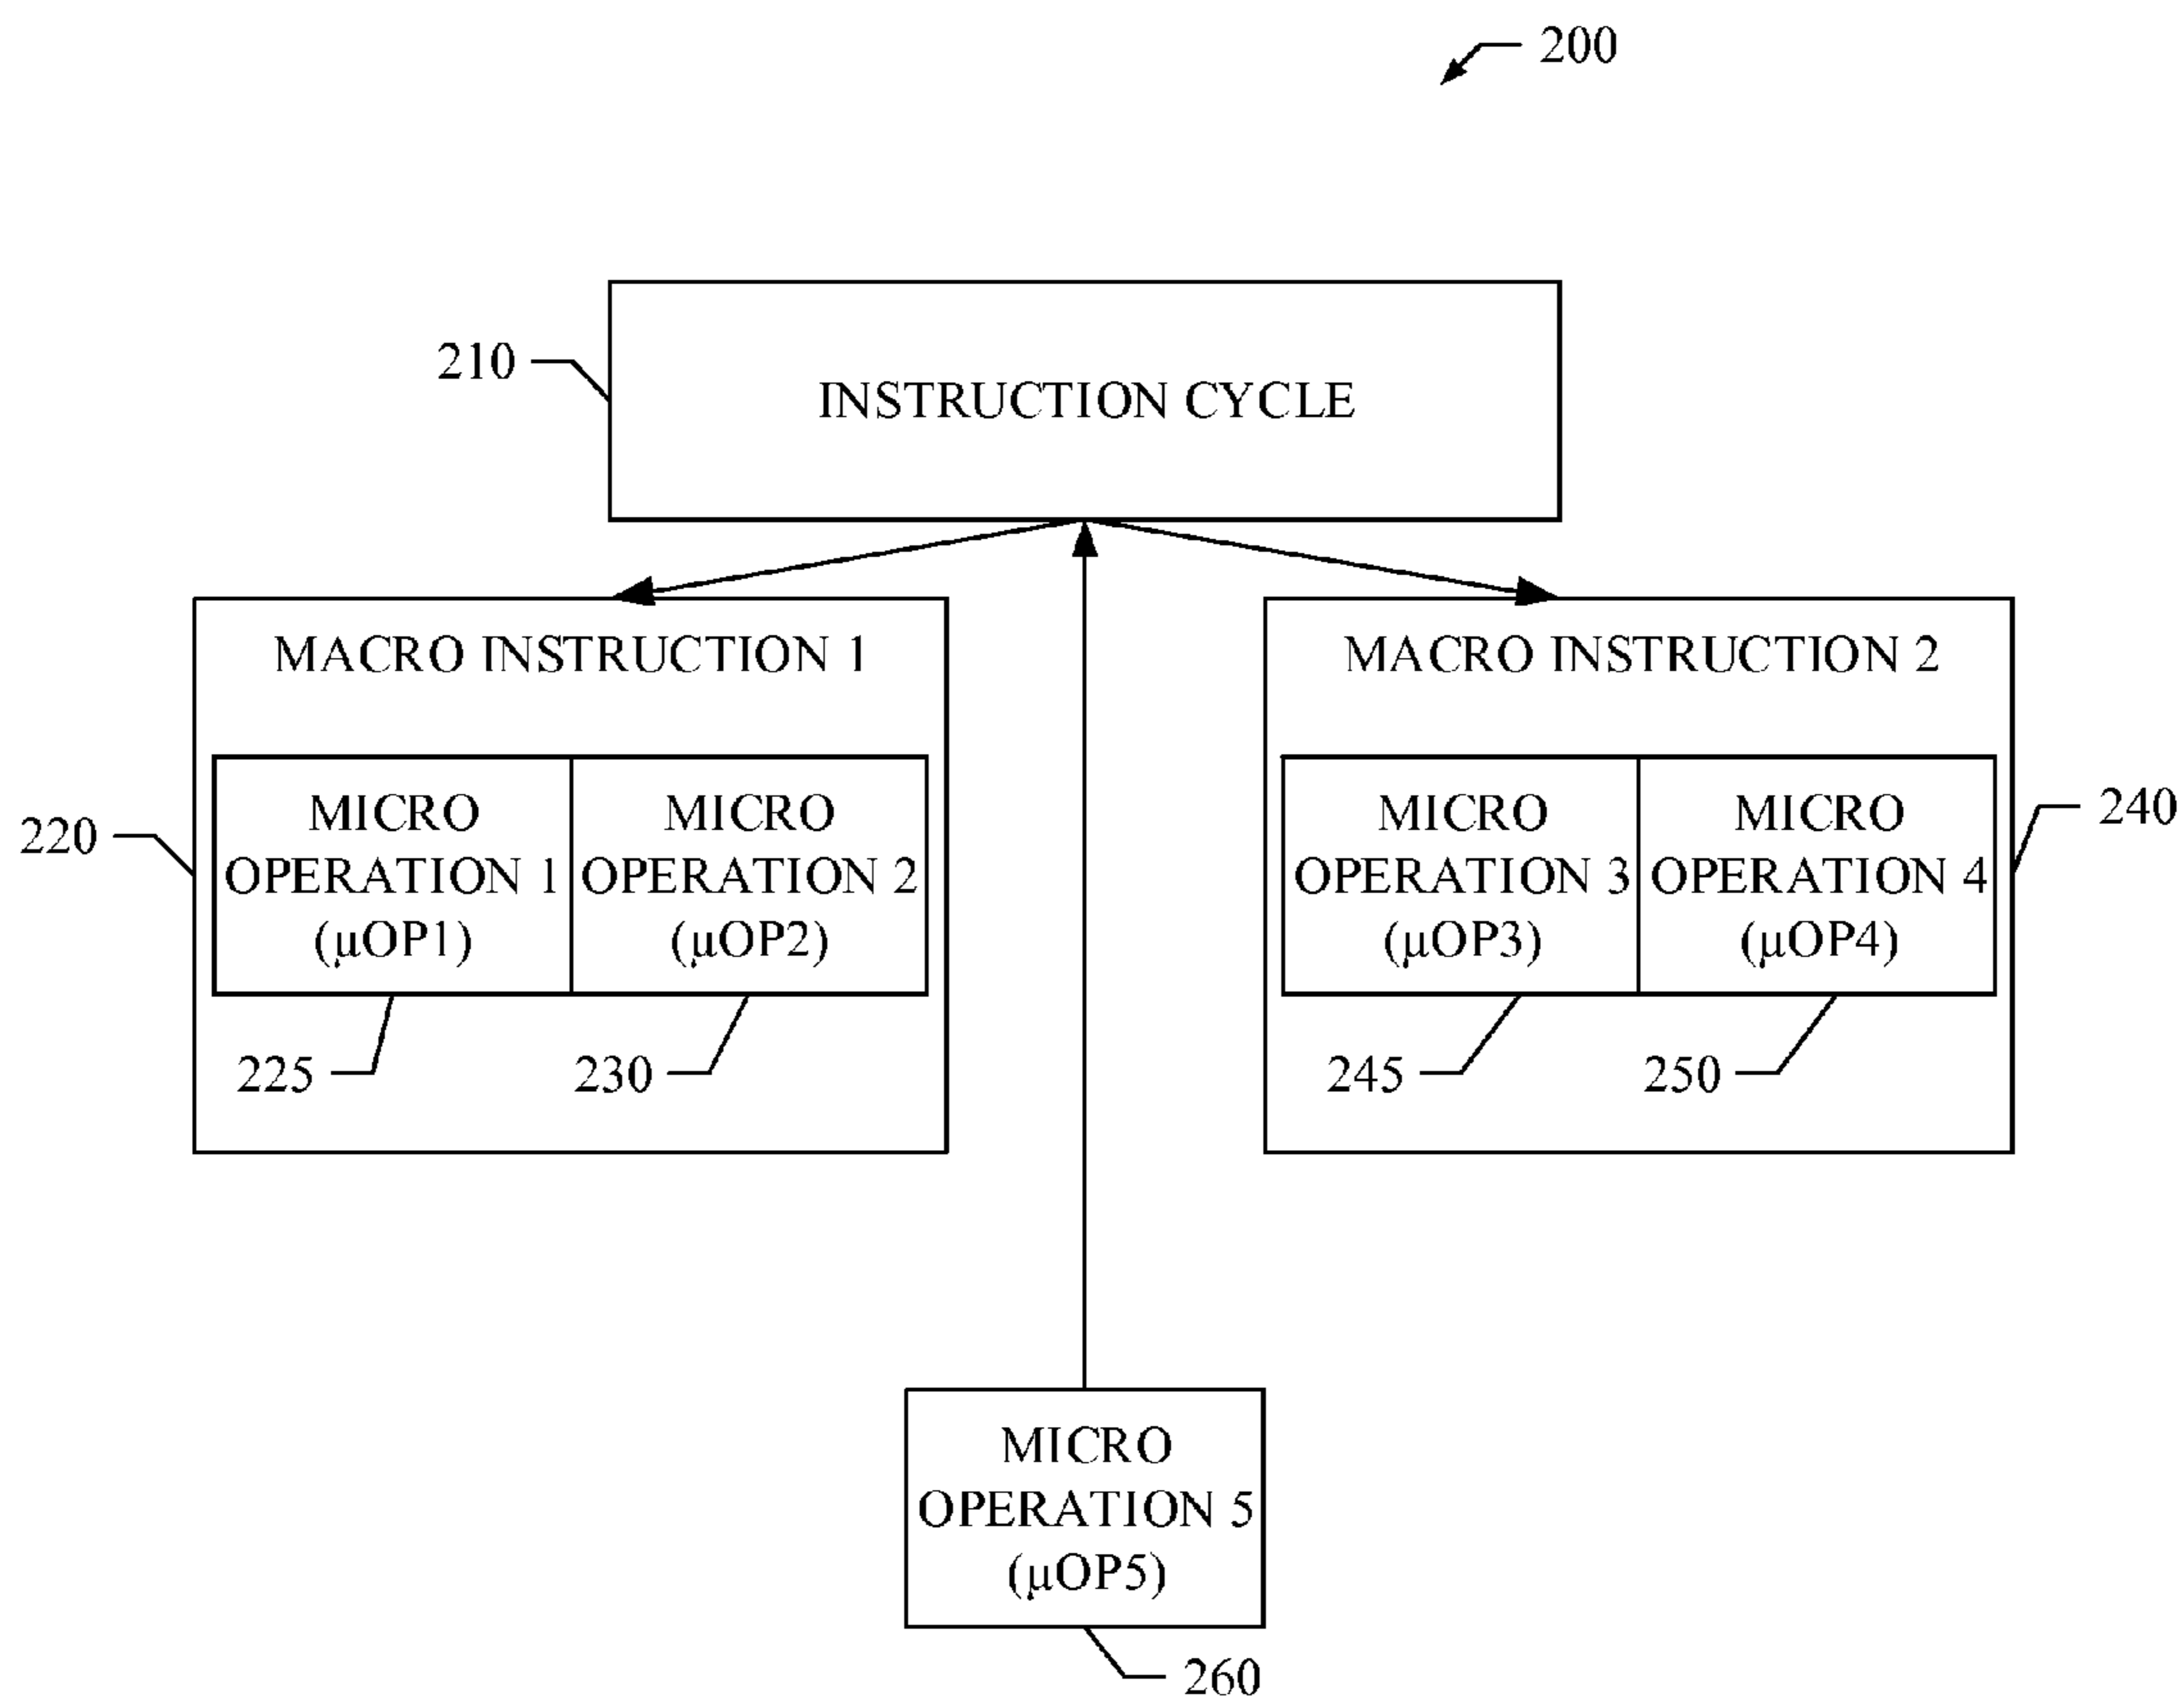 200
210
INSTRUCTION CYCLE
MACRO INSTRUCTION 1
MACRO INSTRUCTION 2
220
MICRO
OPERATION 1
(µOP1)
MICRO
OPERATION 2
(µOP2)
MICRO
OPERATION 3
(µOP3)
MICRO
OPERATION 4
(µOP4)
240
225
230
245
250
MICRO
OPERATION 5
(µOP5)
260